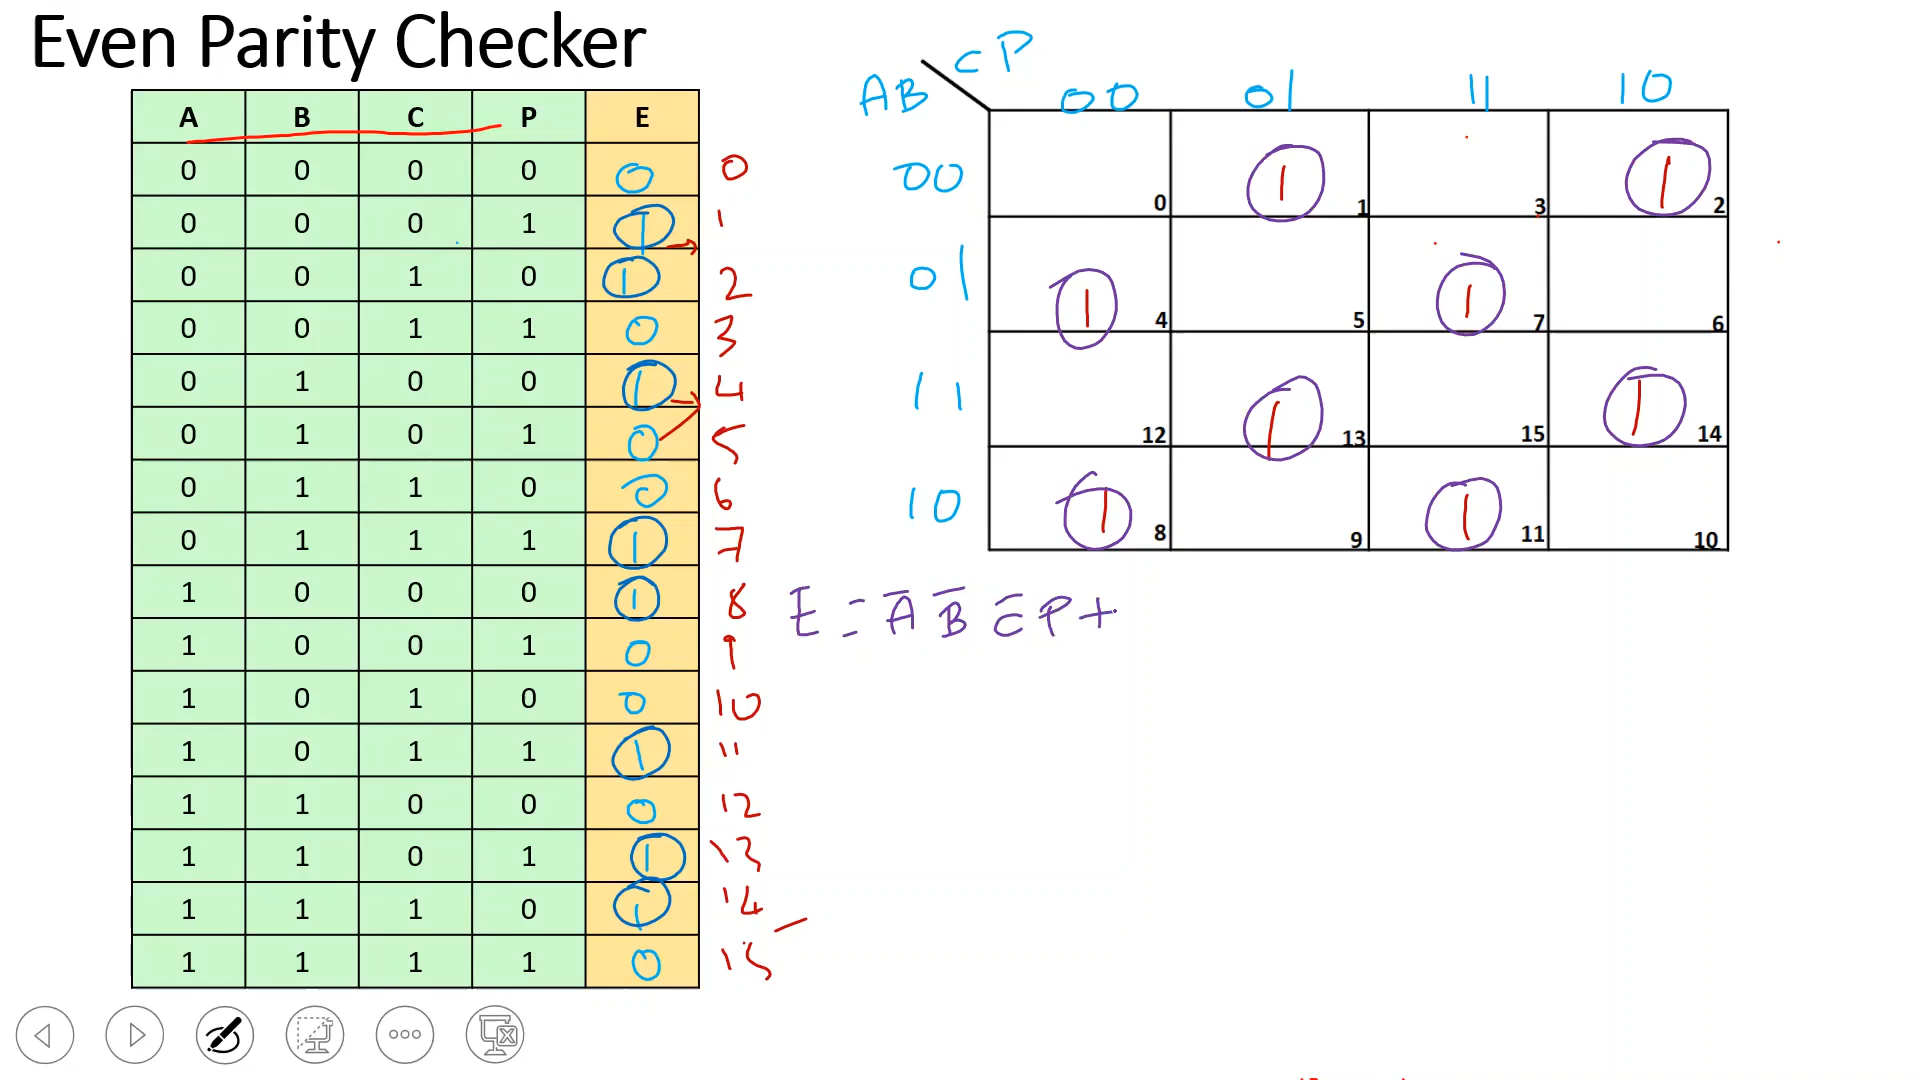 Even Parity Checker
A B C P E
0 0 0 0 0 0
0 0 0 1 1 1
0 0 1 0 1 2
0 0 1 1 0 3
0 1 0 0 1 4
0 1 0 1 0 5
0 1 1 0 0 6
0 1 1 1 1 7
1 0 0 0 1 8
1 0 0 1 0 9
1 0 1 0 0 10
1 0 1 1 1 11
1 1 0 0 0 12
1 1 0 1 1 13
1 1 1 0 1 14
1 1 1 1 0 15
CP
AB 00 01 11 10
00 0 1 1 3 1 2
01 1 4 5 1 7 6
11 12 1 13 15 1 14
10 1 8 9 1 11 10
E = A̅ B̅ C̅ P +